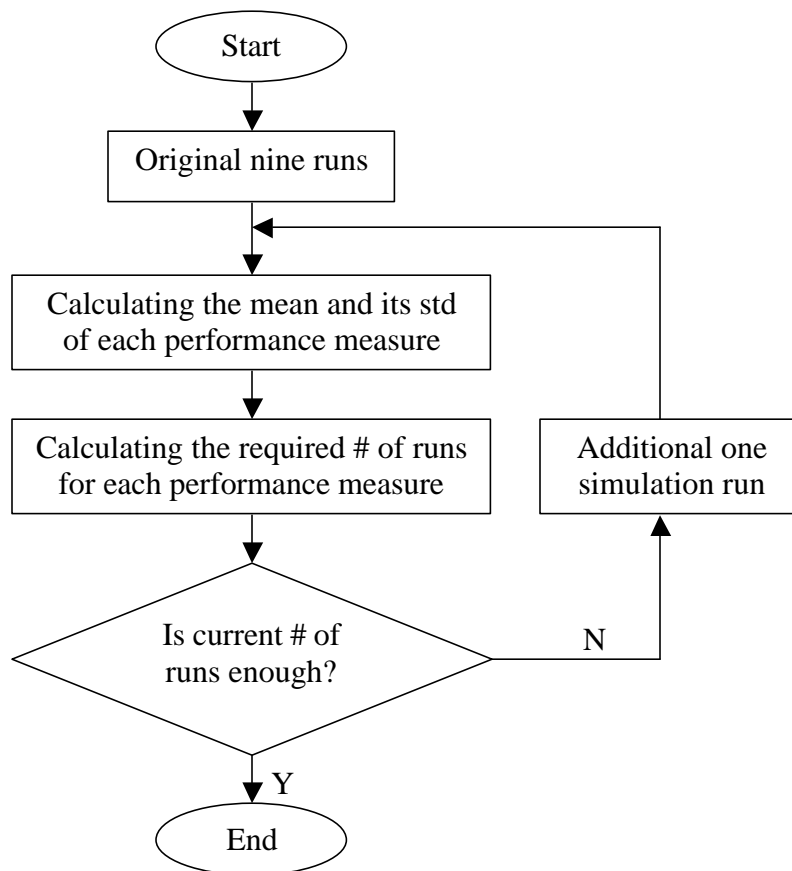 Start
Original nine runs
Calculating the mean and its std
of each performance measure
Calculating the required # of runs
for each performance measure
Additional one
simulation run
Is current # of
runs enough?
N
Y
End